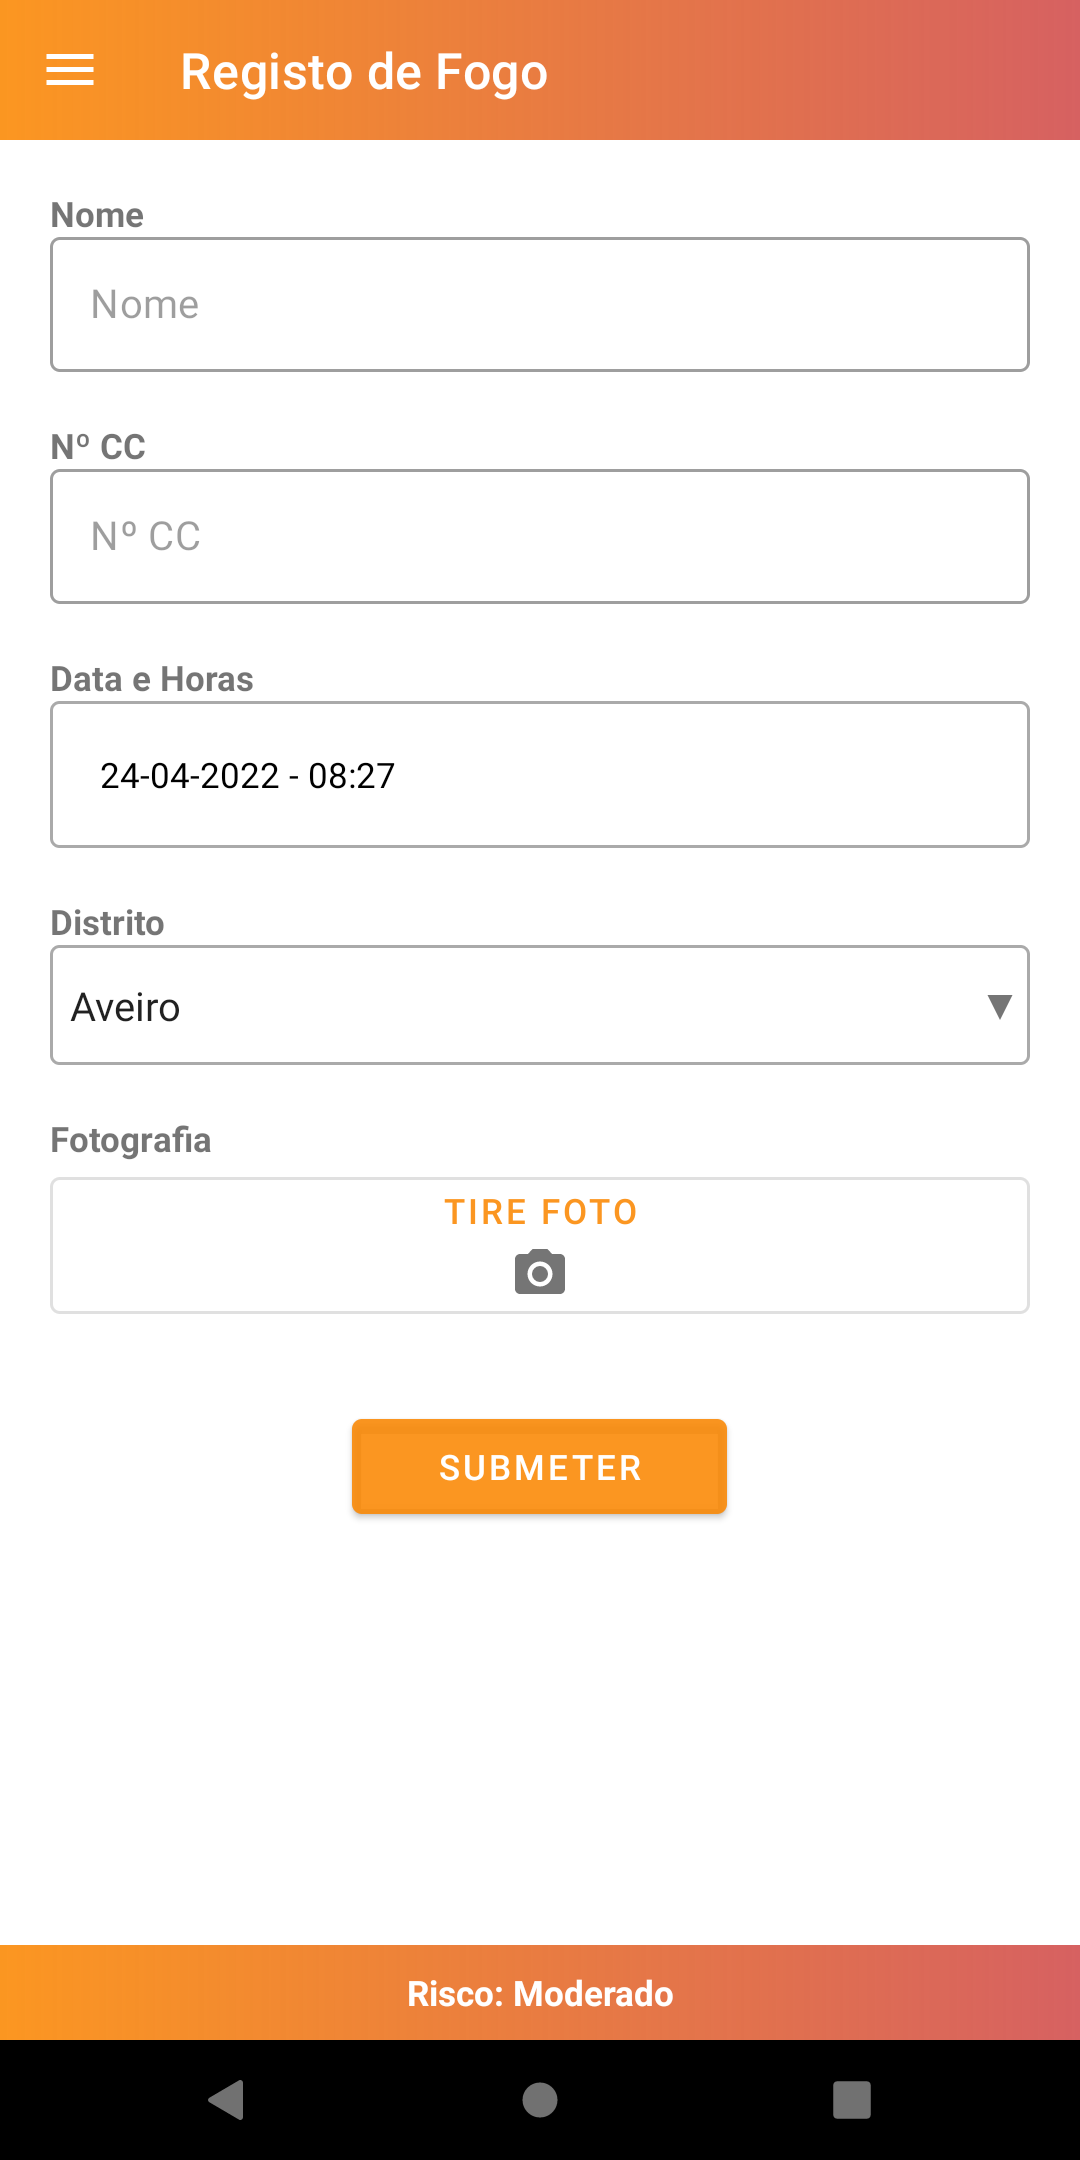 Registo de Fogo
Nome
Nome
Nº CC
Nº CC
Data e Horas
24-04-2022 - 08:27
Distrito
Aveiro
Fotografia
TIRE FOTO
SUBMETER
Risco: Moderado